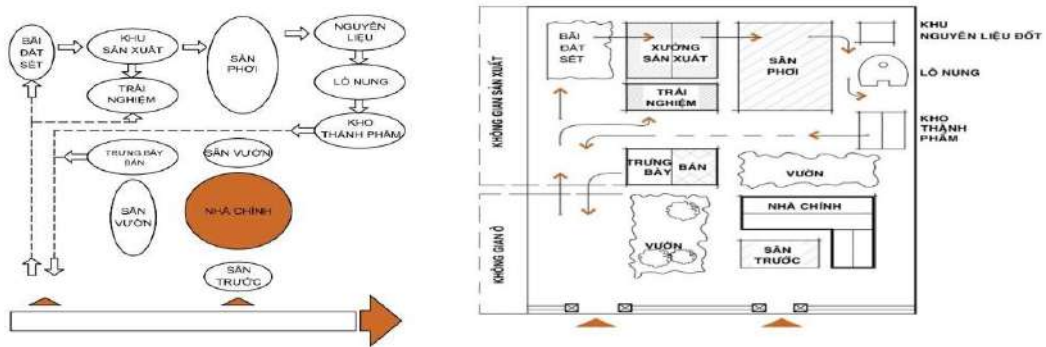 BÃI
ĐẤT
SÉT
KHU
SẢN XUẤT
SÂN
PHƠI
NGUYÊN
LIỆU
TRẢI
NGHIỆM
LÒ NUNG
KHO
THÀNH PHẨM
TRƯNG BÀY
BÁN
SÂN VƯỜN
SÂN
VƯỜN
NHÀ CHÍNH
SÂN
TRƯỚC
KHÔNG GIAN SẢN XUẤT
KHÔNG GIAN Ở
BÃI
ĐẤT
SÉT
XƯỞNG
SẢN XUẤT
SÂN
PHƠI
KHU
NGUYÊN LIỆU ĐỐT
LÒ NUNG
TRẢI
NGHIỆM
KHO
THÀNH
PHẨM
TRƯNG
BÀY
BÁN
VƯỜN
NHÀ CHÍNH
VƯỜN
SÂN
TRƯỚC